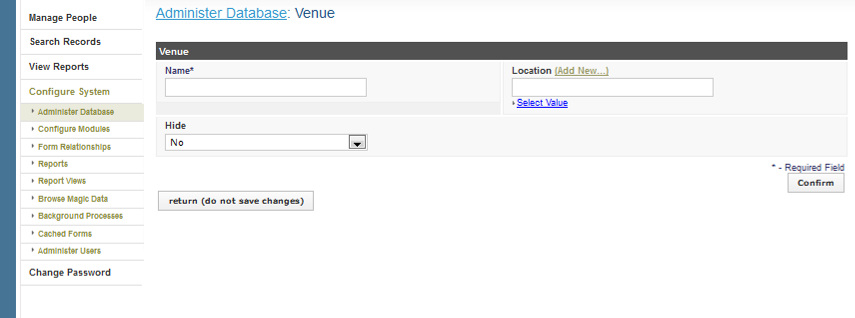 Manage People
Search Records
View Reports
Configure System
Administer Database
Configure Modules
Form Relationships
Reports
Report Views
Browse Magic Data
Background Processes
Cached Forms
Administer Users
Change Password
Administer Database: Venue
Venue
Name*
Location (Add New...)
Select Value
Hide
No
* - Required Field
Confirm
return (do not save changes)